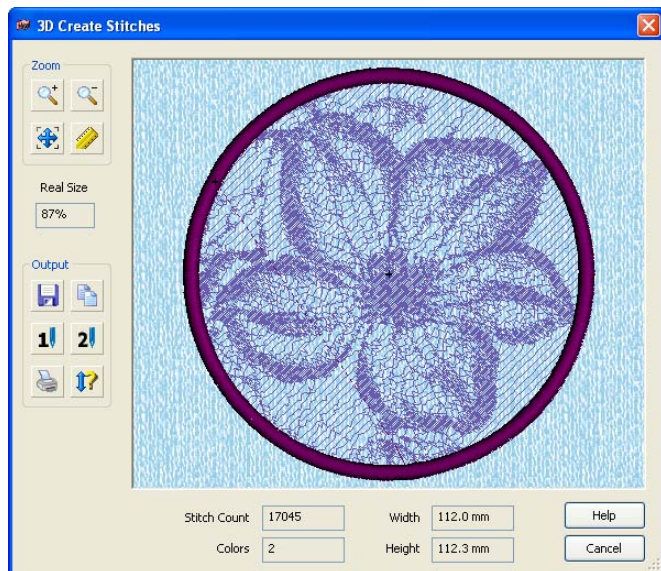 3D Create Stitches
Zoom
Real Size
87%
Output
1
2
?
Stitch Count 17045 Width 112.0 mm Help
Colors 2 Height 112.3 mm Cancel